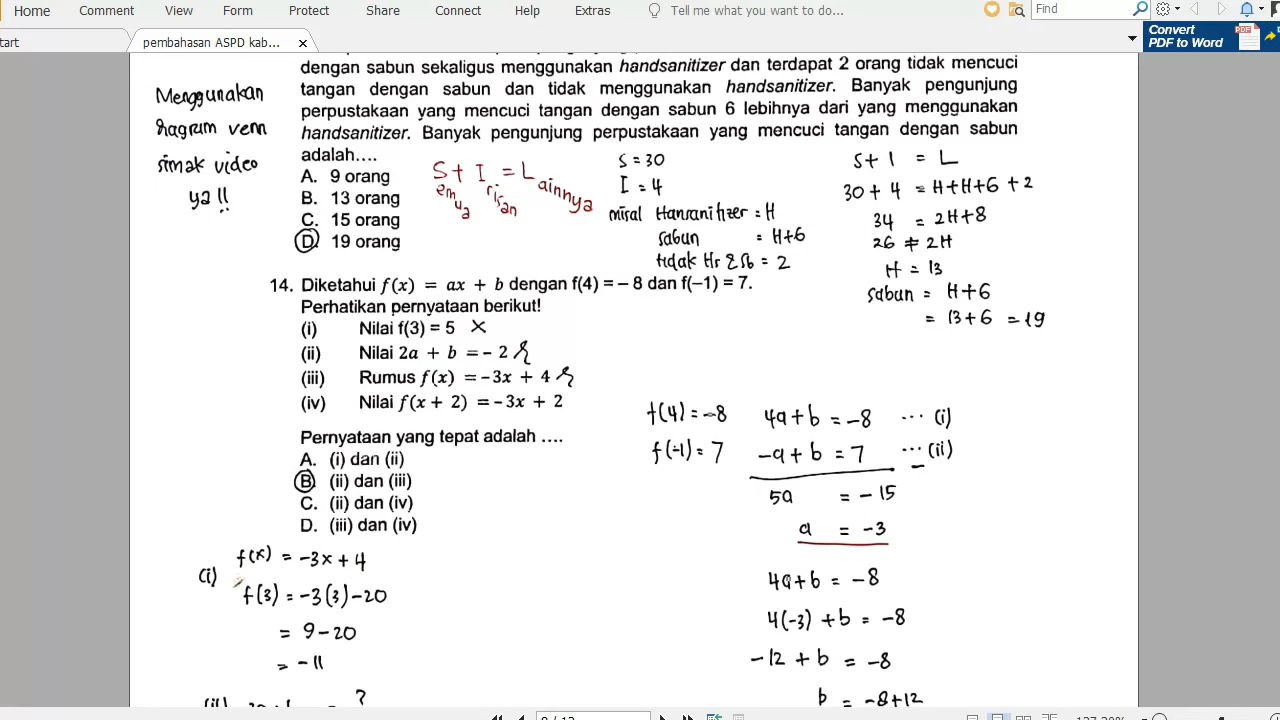 Home View Form Protect Share Connect Help Extras Tell me what you want to do... Find
tart pembahasan ASPD kab... × Convert PDF to Word
Menggunakan
diagram venn
simak video
ya !!
dengan sabun sekaligus menggunakan handsanitizer dan terdapat 2 orang tidak mencuci
tangan dengan sabun dan tidak menggunakan handsanitizer. Banyak pengunjung
perpustakaan yang mencuci tangan dengan sabun 6 lebihnya dari yang menggunakan
handsanitizer. Banyak pengunjung perpustakaan yang mencuci tangan dengan sabun
adalah....
A. 9 orang
B. 13 orang
C. 15 orang
D. 19 orang
S + I = L
emua risan ainnya
S = 30
I = 4
misal Hansanitizer = H
sabun = H+6
tidak Hs & Sb = 2
S + I = L
30 + 4 = H+H+6 +2
34 = 2H+8
26 = 2H
H = 13
sabun = H+6
= 13+6 = 19
14. Diketahui f(x) = ax + b dengan f(4) = – 8 dan f(–1) = 7.
Perhatikan pernyataan berikut!
(i) Nilai f(3) = 5 ×
(ii) Nilai 2a + b = – 2
(iii) Rumus f(x) = –3x + 4
(iv) Nilai f(x + 2) = –3x + 2
Pernyataan yang tepat adalah ....
A. (i) dan (ii)
B. (ii) dan (iii)
C. (ii) dan (iv)
D. (iii) dan (iv)
f(4) = -8 4a + b = -8 ... (i)
f(-1) = 7 -a + b = 7 ... (ii)
5a = -15
a = -3
4a + b = -8
4(-3) + b = -8
-12 + b = -8
b = -8+12
(i) f(x) = -3x + 4
f(3) = -3(3) -20
= 9 - 20
= -11
127,20%